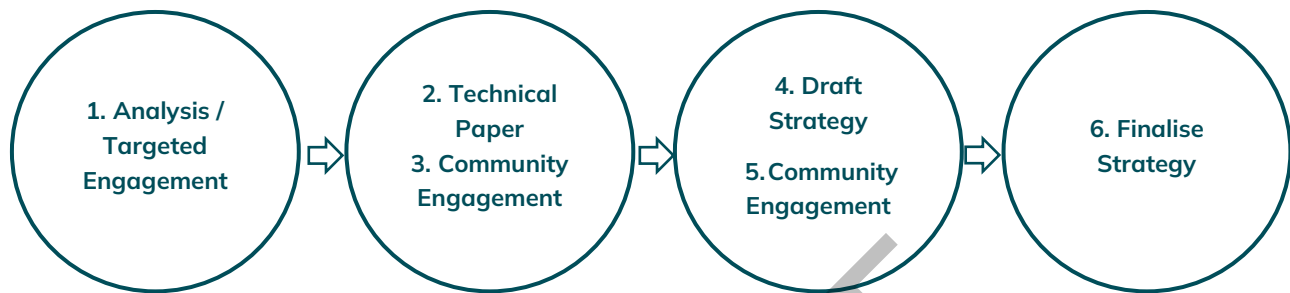 1. Analysis /
Targeted
Engagement
2. Technical
Paper
3. Community
Engagement
4. Draft
Strategy
5. Community
Engagement
6. Finalise
Strategy